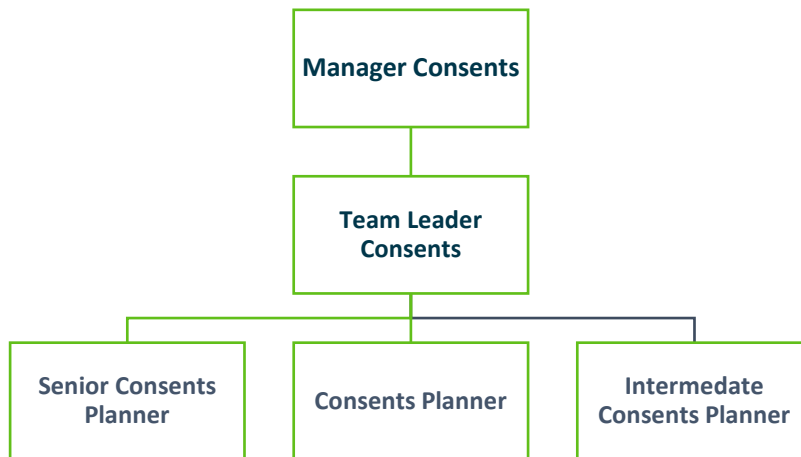 Manager Consents
Team Leader
Consents
Senior Consents
Planner
Consents Planner
Intermedate
Consents Planner